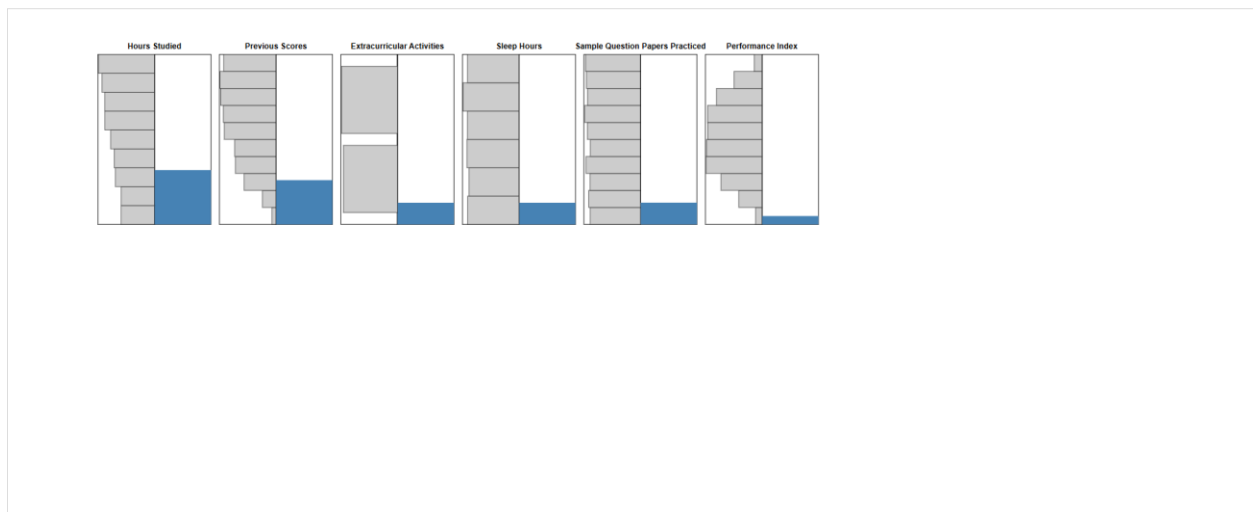 Hours Studied
Previous Scores
Extracurricular Activities
Sleep Hours
Sample Question Papers Practiced
Performance Index